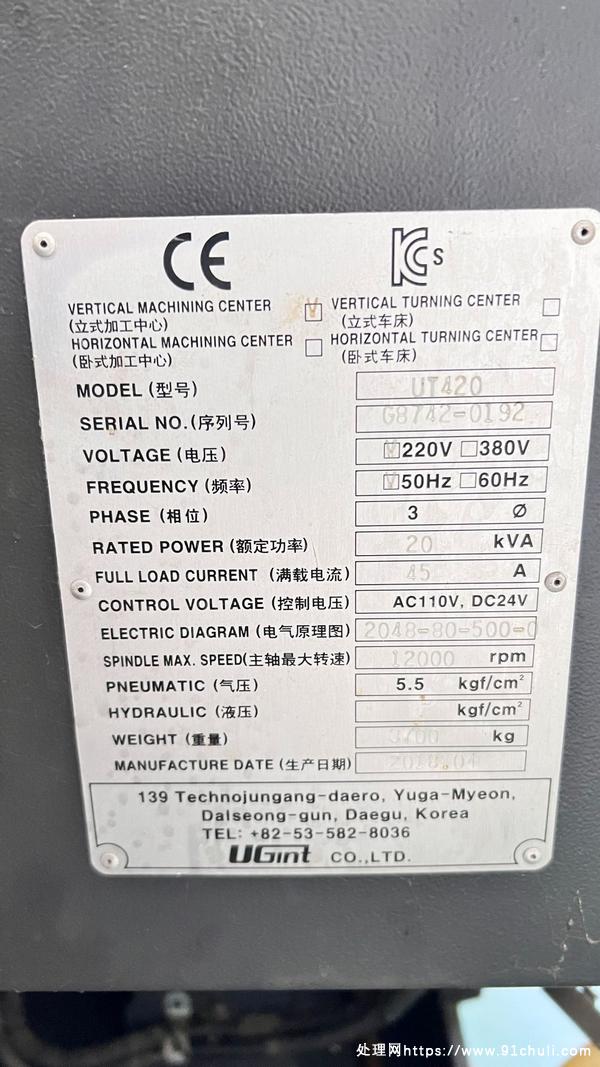 CE
KCs
VERTICAL MACHINING CENTER V VERTICAL TURNING CENTER
(立式加工中心) (立式车床)
HORIZONTAL MACHINING CENTER HORIZONTAL TURNING CENTER
(卧式加工中心) (卧式车床)
MODEL (型号) UT420
SERIAL NO.(序列号) G8742-0192
VOLTAGE (电压) V 220V 380V
FREQUENCY (频率) V 50Hz 60Hz
PHASE (相位) 3 Ø
RATED POWER (额定功率) 20 kVA
FULL LOAD CURRENT (满载电流) 45 A
CONTROL VOLTAGE (控制电压) AC110V, DC24V
ELECTRIC DIAGRAM (电气原理图) 2048-80-500-0
SPINDLE MAX. SPEED(主轴最大转速) 12000 rpm
PNEUMATIC (气压) 5.5 kgf/cm²
HYDRAULIC (液压) kgf/cm²
WEIGHT (重量) 3700 kg
MANUFACTURE DATE (生产日期) 2018.04
139 Technojungang-daero, Yuga-Myeon,
Dalseong-gun, Daegu, Korea
TEL: +82-53-582-8036
UGint CO.,LTD.
处理网https://www.91chuli.com